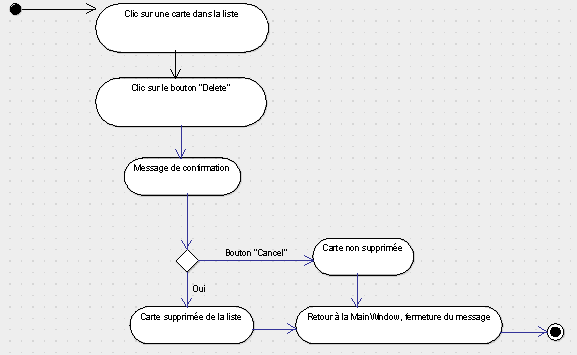 Clic sur une carte dans la liste
Clic sur le bouton "Delete"
Message de confirmation
Bouton "Cancel"
Carte non supprimée
Oui
Carte supprimée de la liste
Retour à la MainWindow, fermeture du message